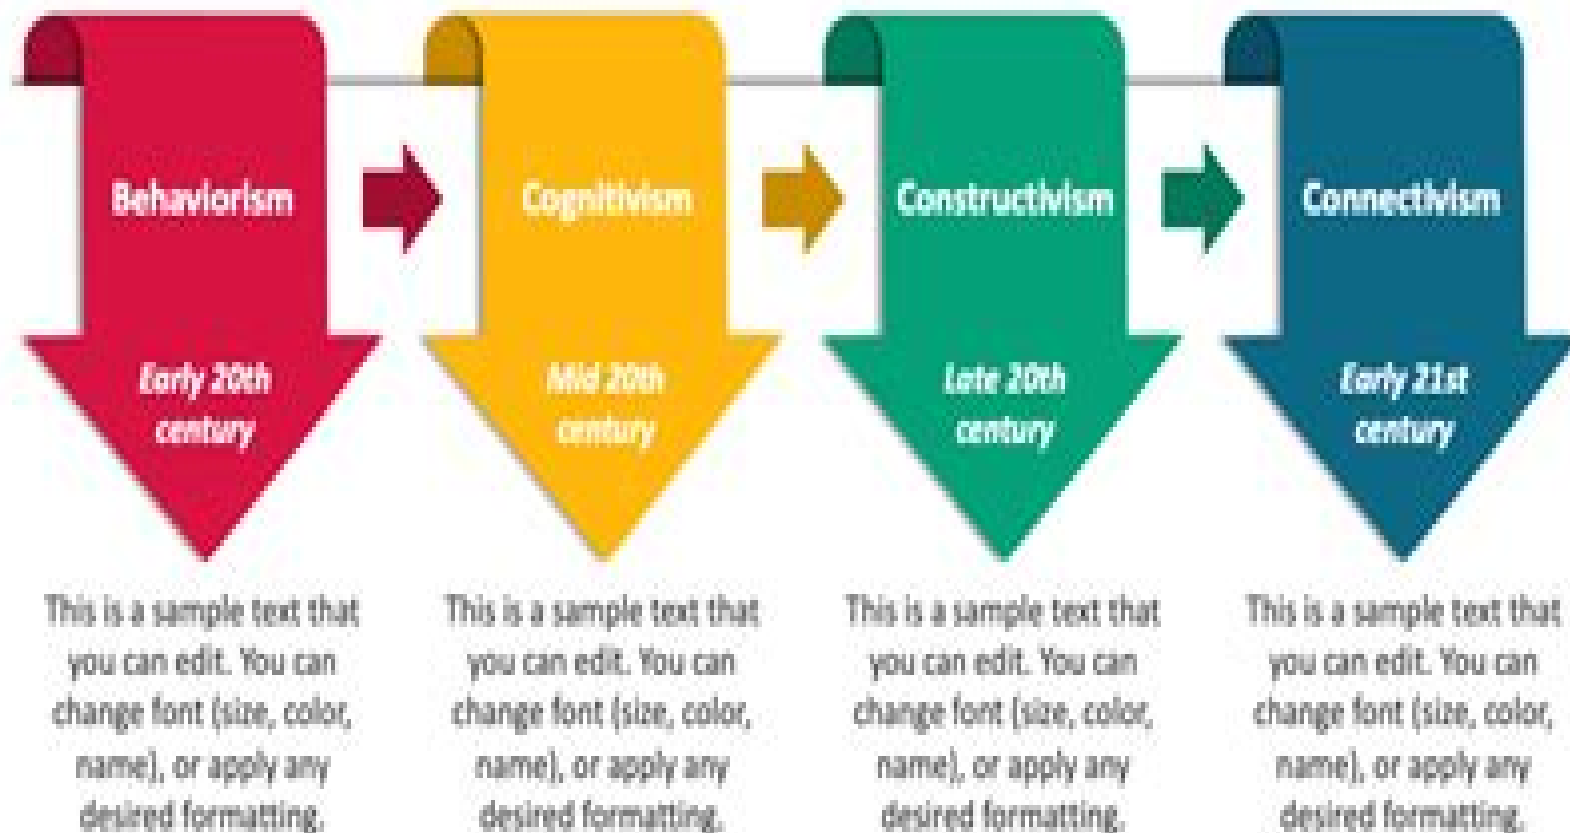 Behaviorism
Cognitivism
Constructivism
Connectivism
Early 20th
century
Mid 20th
century
Late 20th
century
Early 21st
century
This is a sample text that
you can edit. You can
change font (size, color,
name), or apply any
desired formatting.
This is a sample text that
you can edit. You can
change font (size, color,
name), or apply any
desired formatting.
This is a sample text that
you can edit. You can
change font (size, color,
name), or apply any
desired formatting.
This is a sample text that
you can edit. You can
change font (size, color,
name), or apply any
desired formatting.